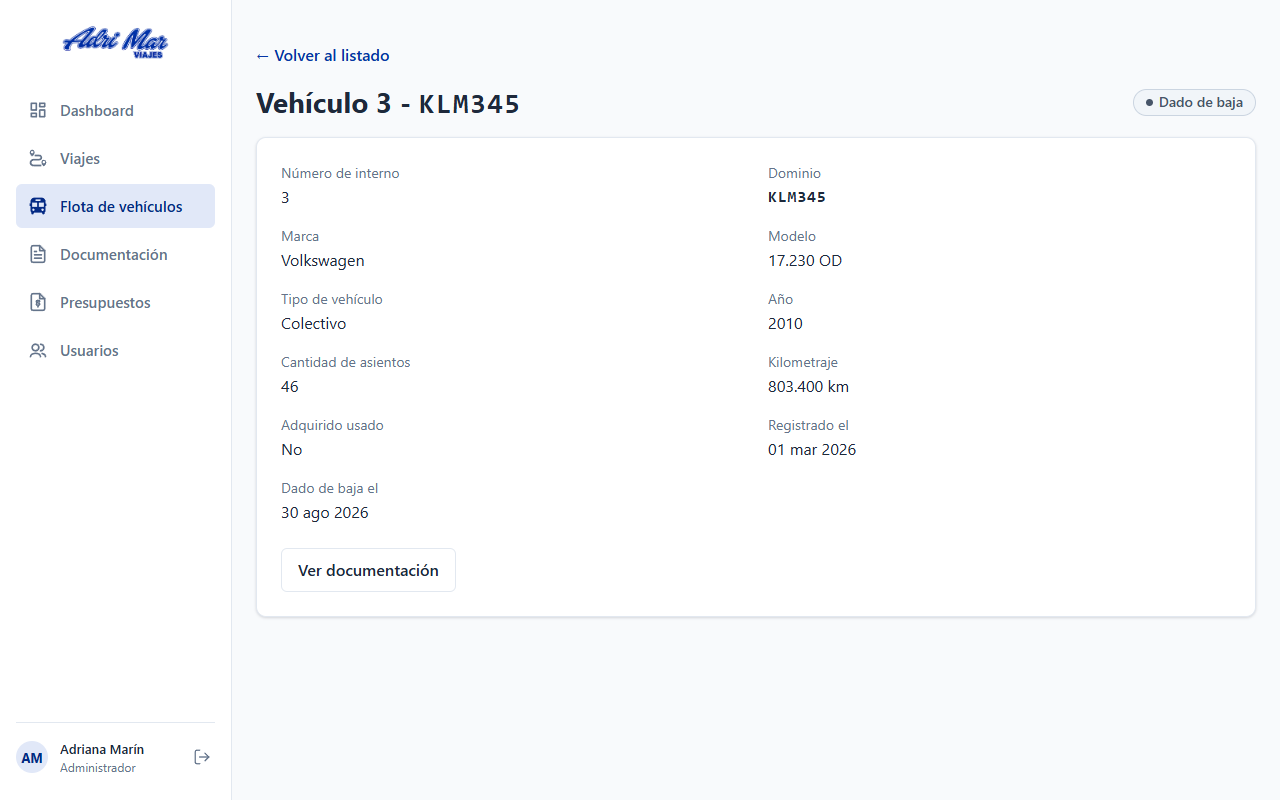 Adri Mar
VIAJES
Dashboard
Viajes
Flota de vehículos
Documentación
Presupuestos
Usuarios
AM
Adriana Marín
Administrador
← Volver al listado
Vehículo 3 - KLM345
Dado de baja
Número de interno
3
Dominio
KLM345
Marca
Volkswagen
Modelo
17.230 OD
Tipo de vehículo
Colectivo
Año
2010
Cantidad de asientos
46
Kilometraje
803.400 km
Adquirido usado
No
Registrado el
01 mar 2026
Dado de baja el
30 ago 2026
Ver documentación